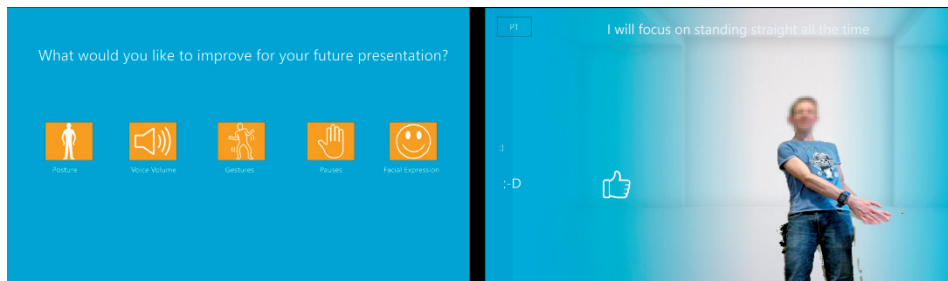 What would you like to improve for your future presentation?
Posture
Voice Volume
Gestures
Pauses
Facial Expression
PT
I will focus on standing straight all the time
:)
:-D